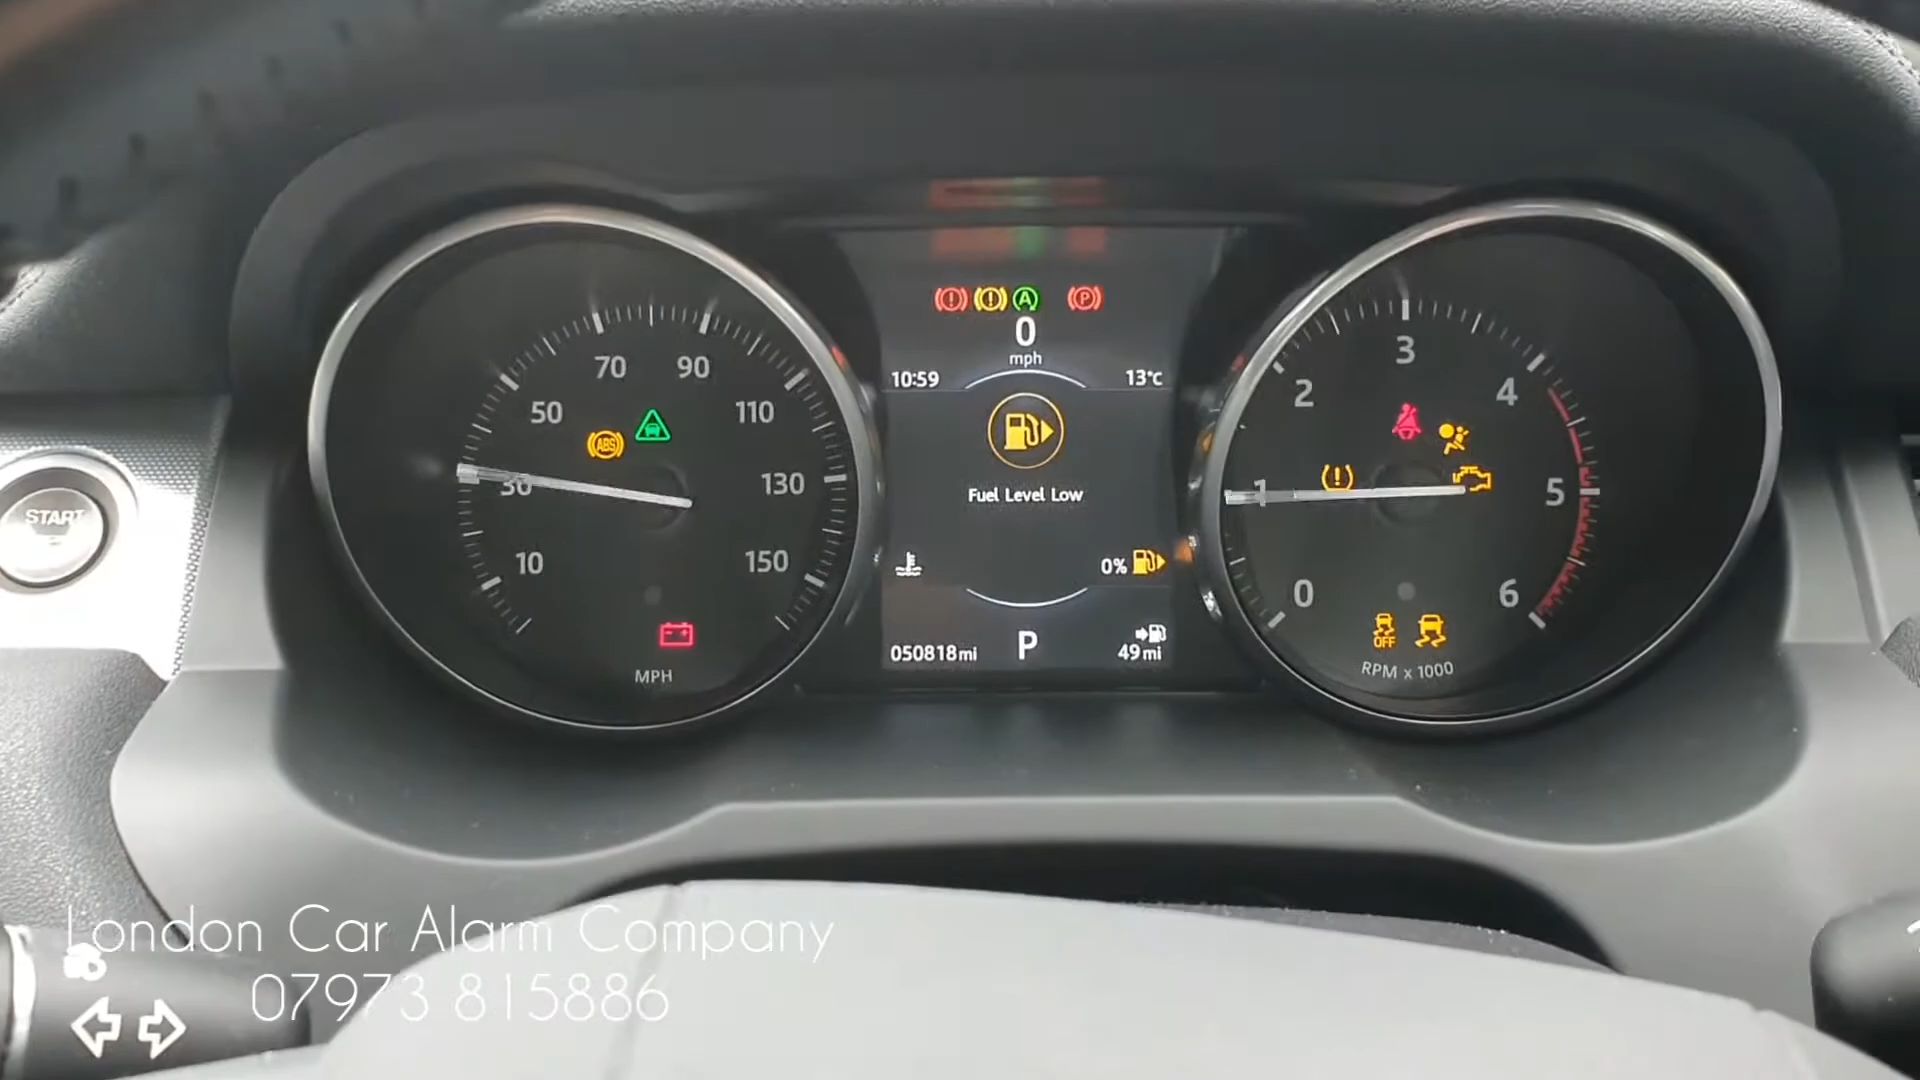 START
10
30
50
70
90
110
130
150
ABS
MPH
0
mph
10:59
13°C
Fuel Level Low
0%
050818mi
P
49mi
0
1
2
3
4
5
6
OFF
RPM x 1000
A
P
London Car Alarm Company
07973 815886